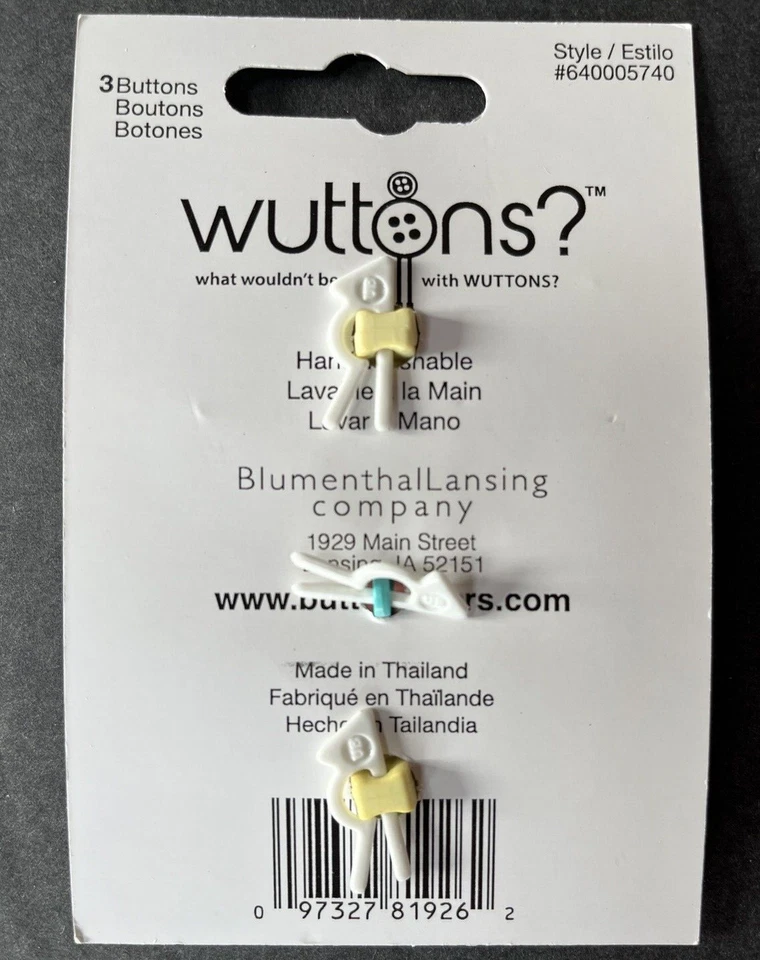 3 Buttons
Boutons
Botones
Style / Estilo
#640005740
wuttons?™
what wouldn't be with WUTTONS?
la Main
Mano
BlumenthalLansing
company
1929 Main Street
IA 52151
Made in Thailand
Fabriqué en Thaïlande
Tailandia
0 97327 81926 2